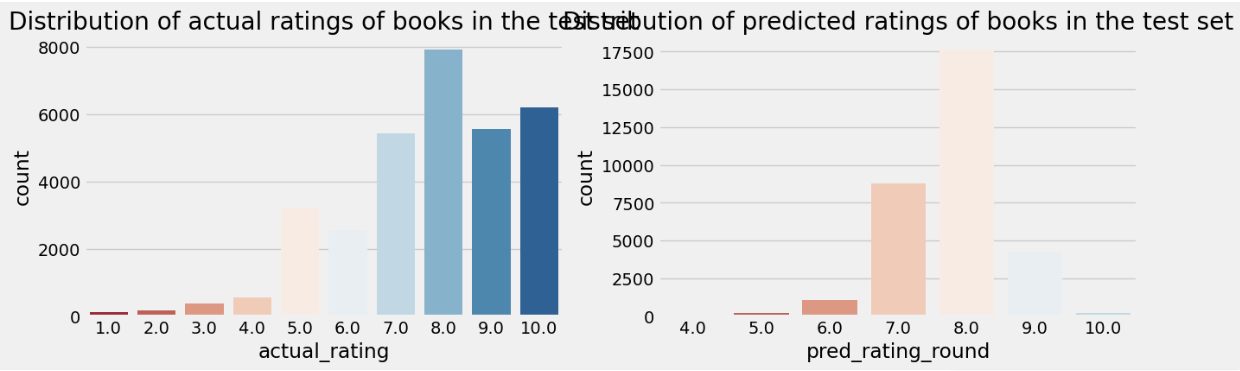 Distribution of actual ratings of books in the test set
8000
6000
4000
2000
0
count
1.0 2.0 3.0 4.0 5.0 6.0 7.0 8.0 9.0 10.0
actual_rating
Distribution of predicted ratings of books in the test set
17500
15000
12500
10000
7500
5000
2500
0
count
4.0 5.0 6.0 7.0 8.0 9.0 10.0
pred_rating_round